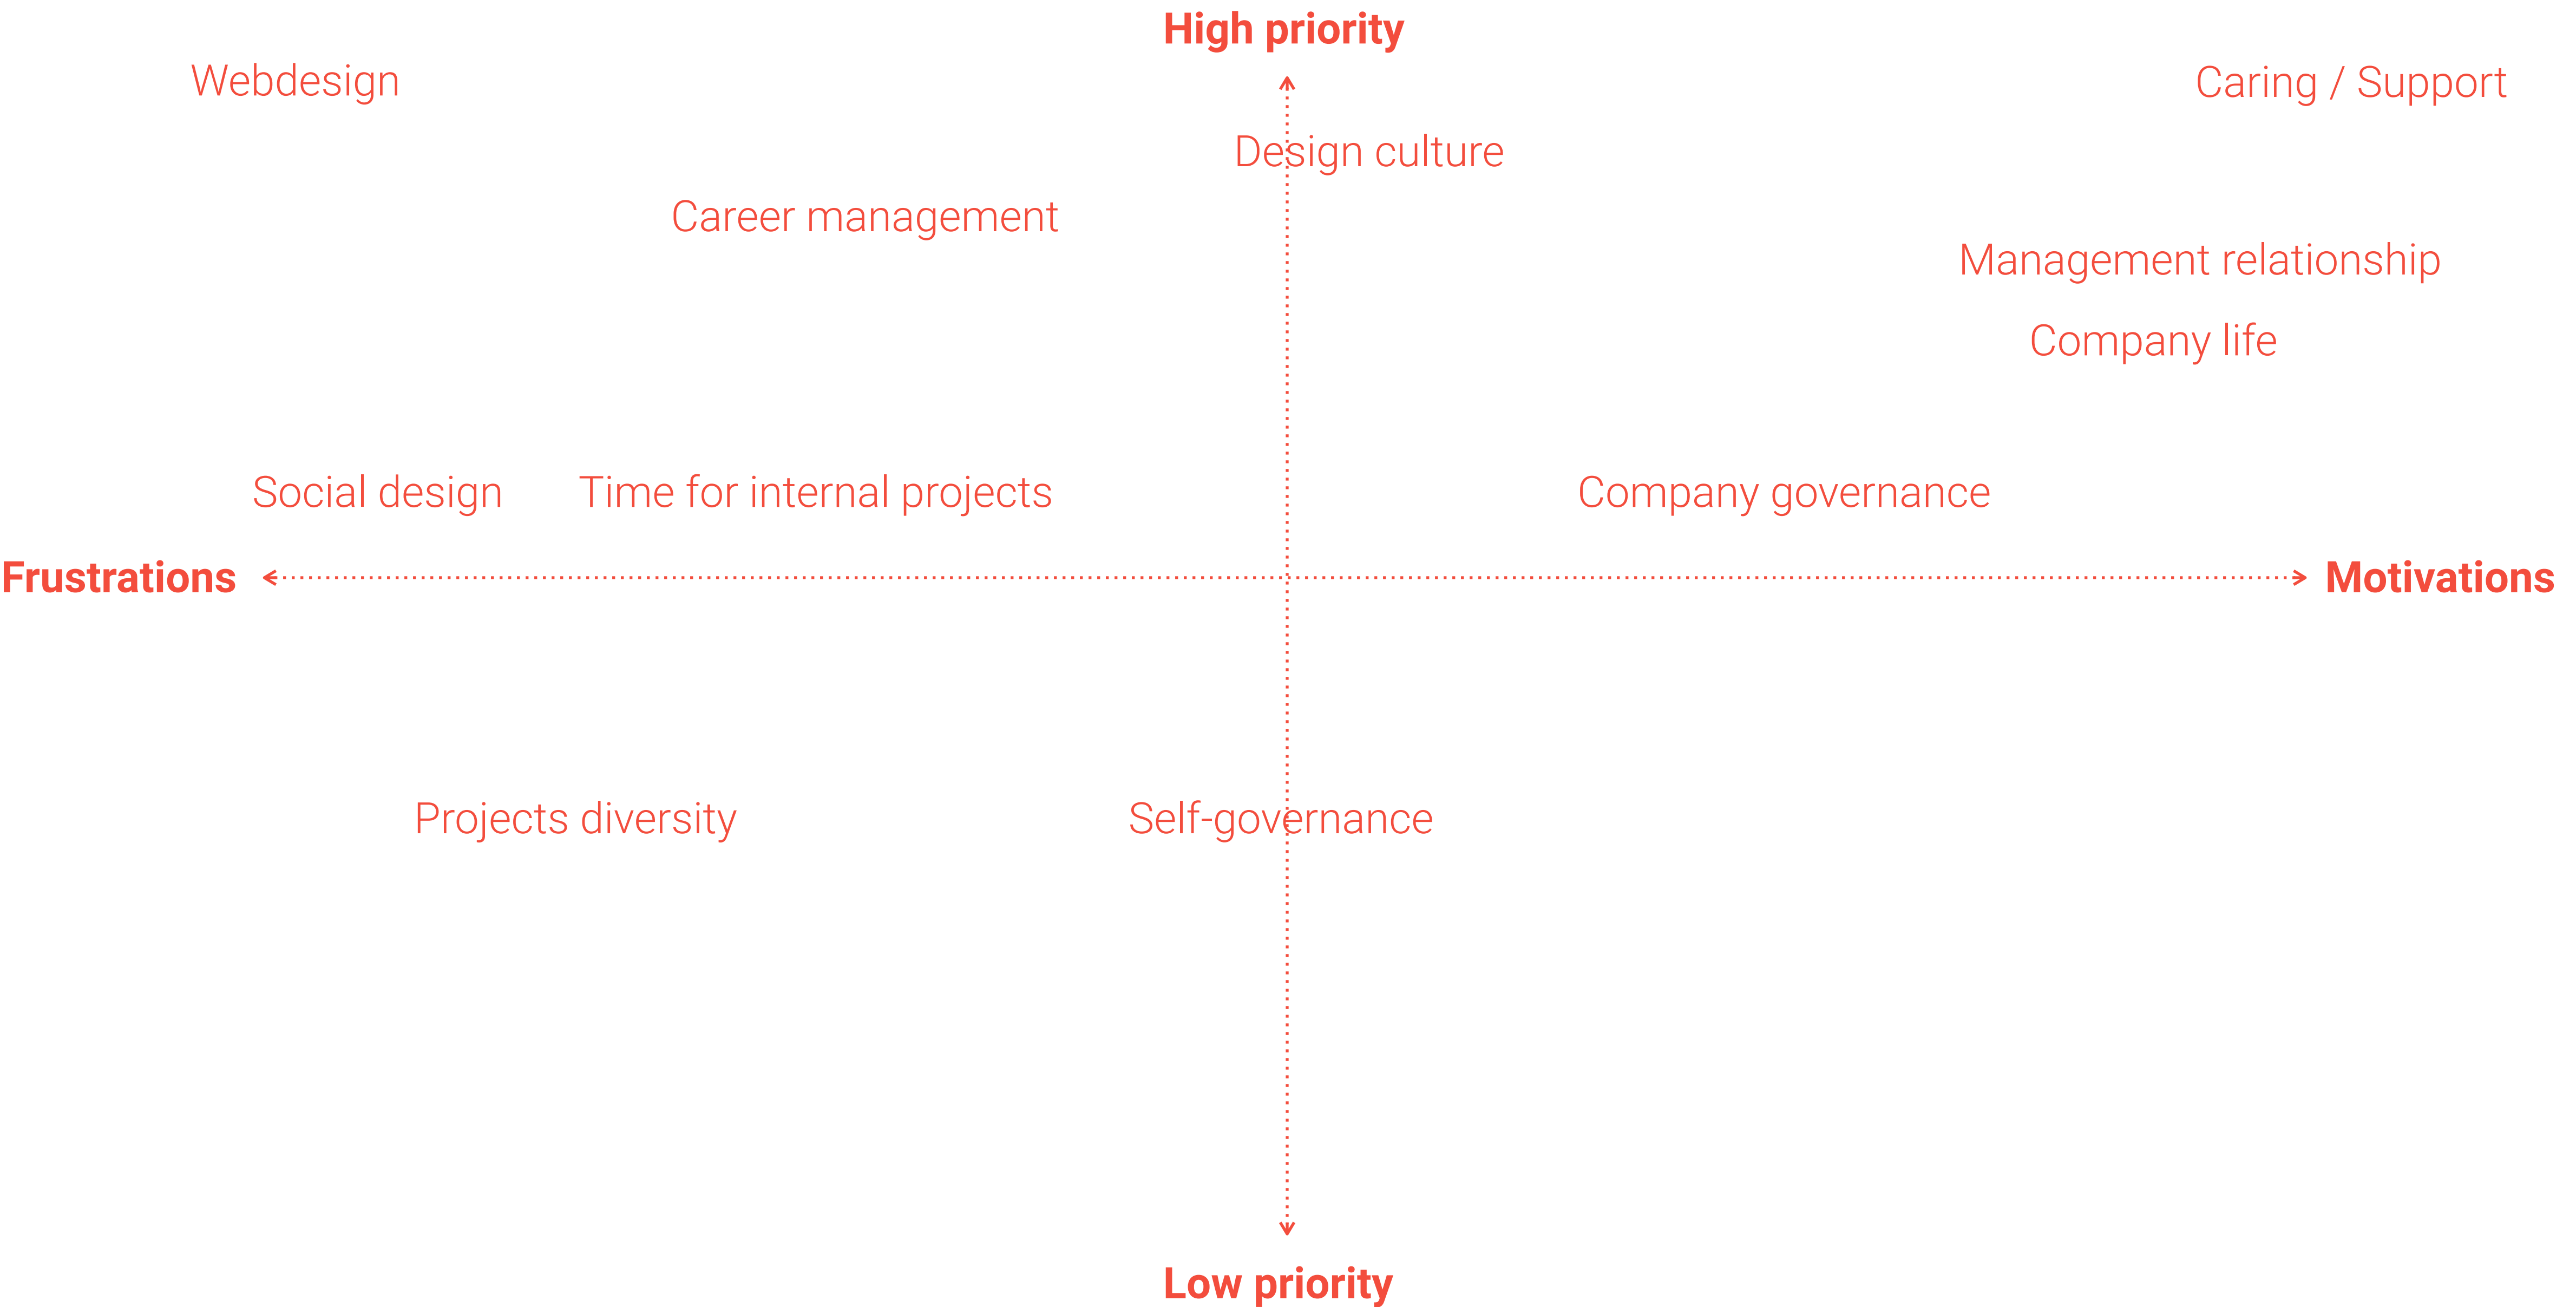 High priority
Webdesign
Caring / Support
Design culture
Career management
Management relationship
Company life
Social design
Time for internal projects
Company governance
Frustrations
Motivations
Projects diversity
Self-governance
Low priority